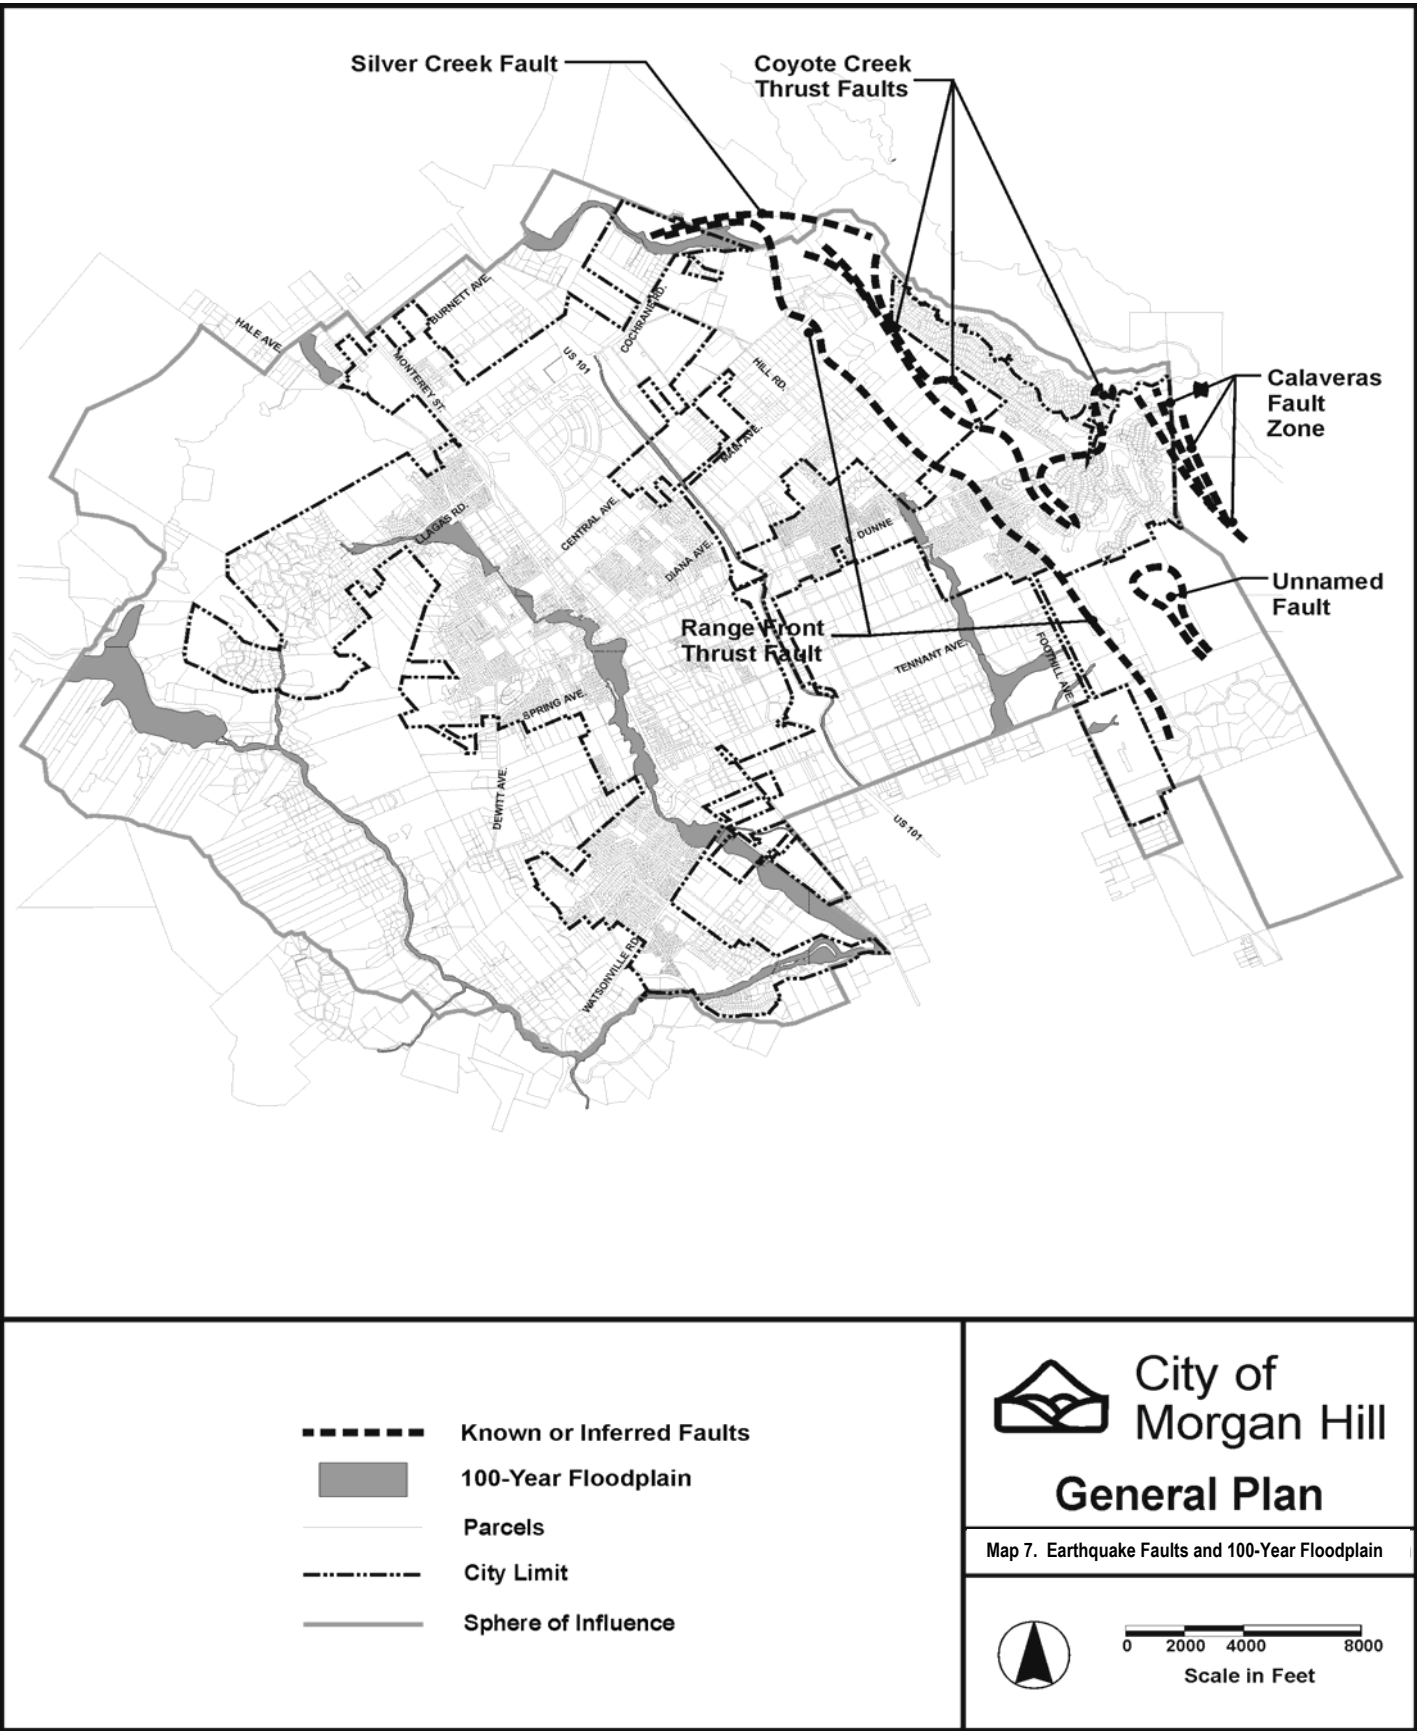 Silver Creek Fault
Coyote Creek
Thrust Faults
Calaveras
Fault
Zone
Unnamed
Fault
Range Front
Thrust Fault
HALE AVE.
BURNETT AVE.
MONTEREY ST.
COCHRANE RD.
US 101
HILL RD.
MAIN AVE.
LLAGAS RD.
CENTRAL AVE.
DIANA AVE.
DUNNE
TENNANT AVE.
FOOTHILL AVE.
SPRING AVE.
DEWITT AVE.
US 101
WATSONVILLE RD.
Known or Inferred Faults
100-Year Floodplain
Parcels
City Limit
Sphere of Influence
City of
Morgan Hill
General Plan
Map 7. Earthquake Faults and 100-Year Floodplain
0 2000 4000 8000
Scale in Feet